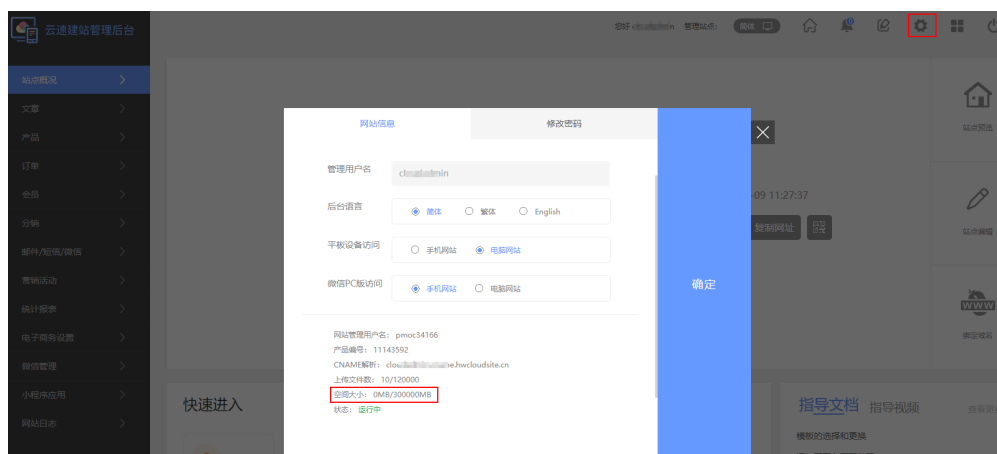 云速建站管理后台
您好
管理站点:
简体
站点概况
文章
产品
订单
会员
分销
邮件/短信/微信
营销活动
统计报表
电子商务设置
微信管理
小程序应用
网站日志
网站信息
修改密码
管理用户名
后台语言
简体
繁体
English
平板设备访问
手机网站
电脑网站
微信PC版访问
手机网站
电脑网站
网站管理用户名: pmoc34166
产品编号: 11143592
CNAME解析:
e.hwcloudsite.cn
上传文件数: 10/120000
空间大小: 0MB/300000MB
状态: 运行中
确定
-09 11:27:37
复制网址
站点预览
站点编辑
WWW
绑定域名
快速进入
指导文档
指导视频
模板的选择和更换